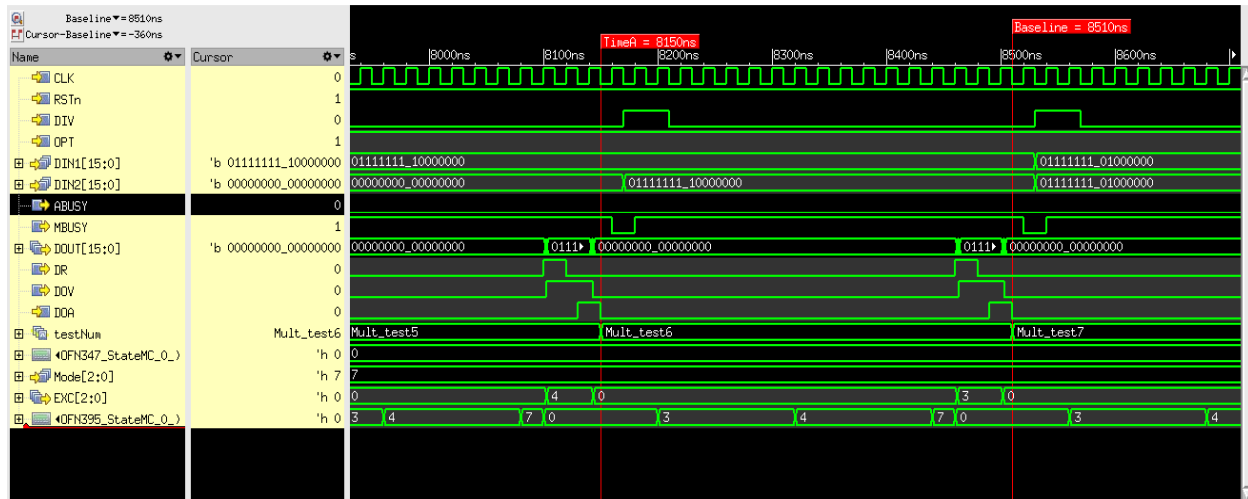 Baseline▼=8510ns
Cursor-Baseline▼=-360ns
Baseline = 8510ns
TimeA = 8150ns
Name Cursor s 8000ns 8100ns 8200ns 8300ns 8400ns 8500ns 8600ns
CLK 0
RSTn 1
DIV 0
OPT 1
DIN1[15:0] 'b 01111111_10000000 01111111_10000000 01111111_01000000
DIN2[15:0] 'b 00000000_00000000 00000000_00000000 01111111_10000000 01111111_01000000
ABUSY 0
MBUSY 1
DOUT[15:0] 'b 00000000_00000000 00000000_00000000 0111 00000000_00000000 0111 00000000_00000000
DR 0
DOV 0
DOA 0
testNum Mult_test6 Mult_test5 Mult_test6 Mult_test7
OFN347_StateMC_0_) 'h 0 0
Mode[2:0] 'h 7 7
EXC[2:0] 'h 0 0 4 0 3 0
OFN395_StateMC_0_) 'h 0 3 4 7 0 3 4 7 0 3 4